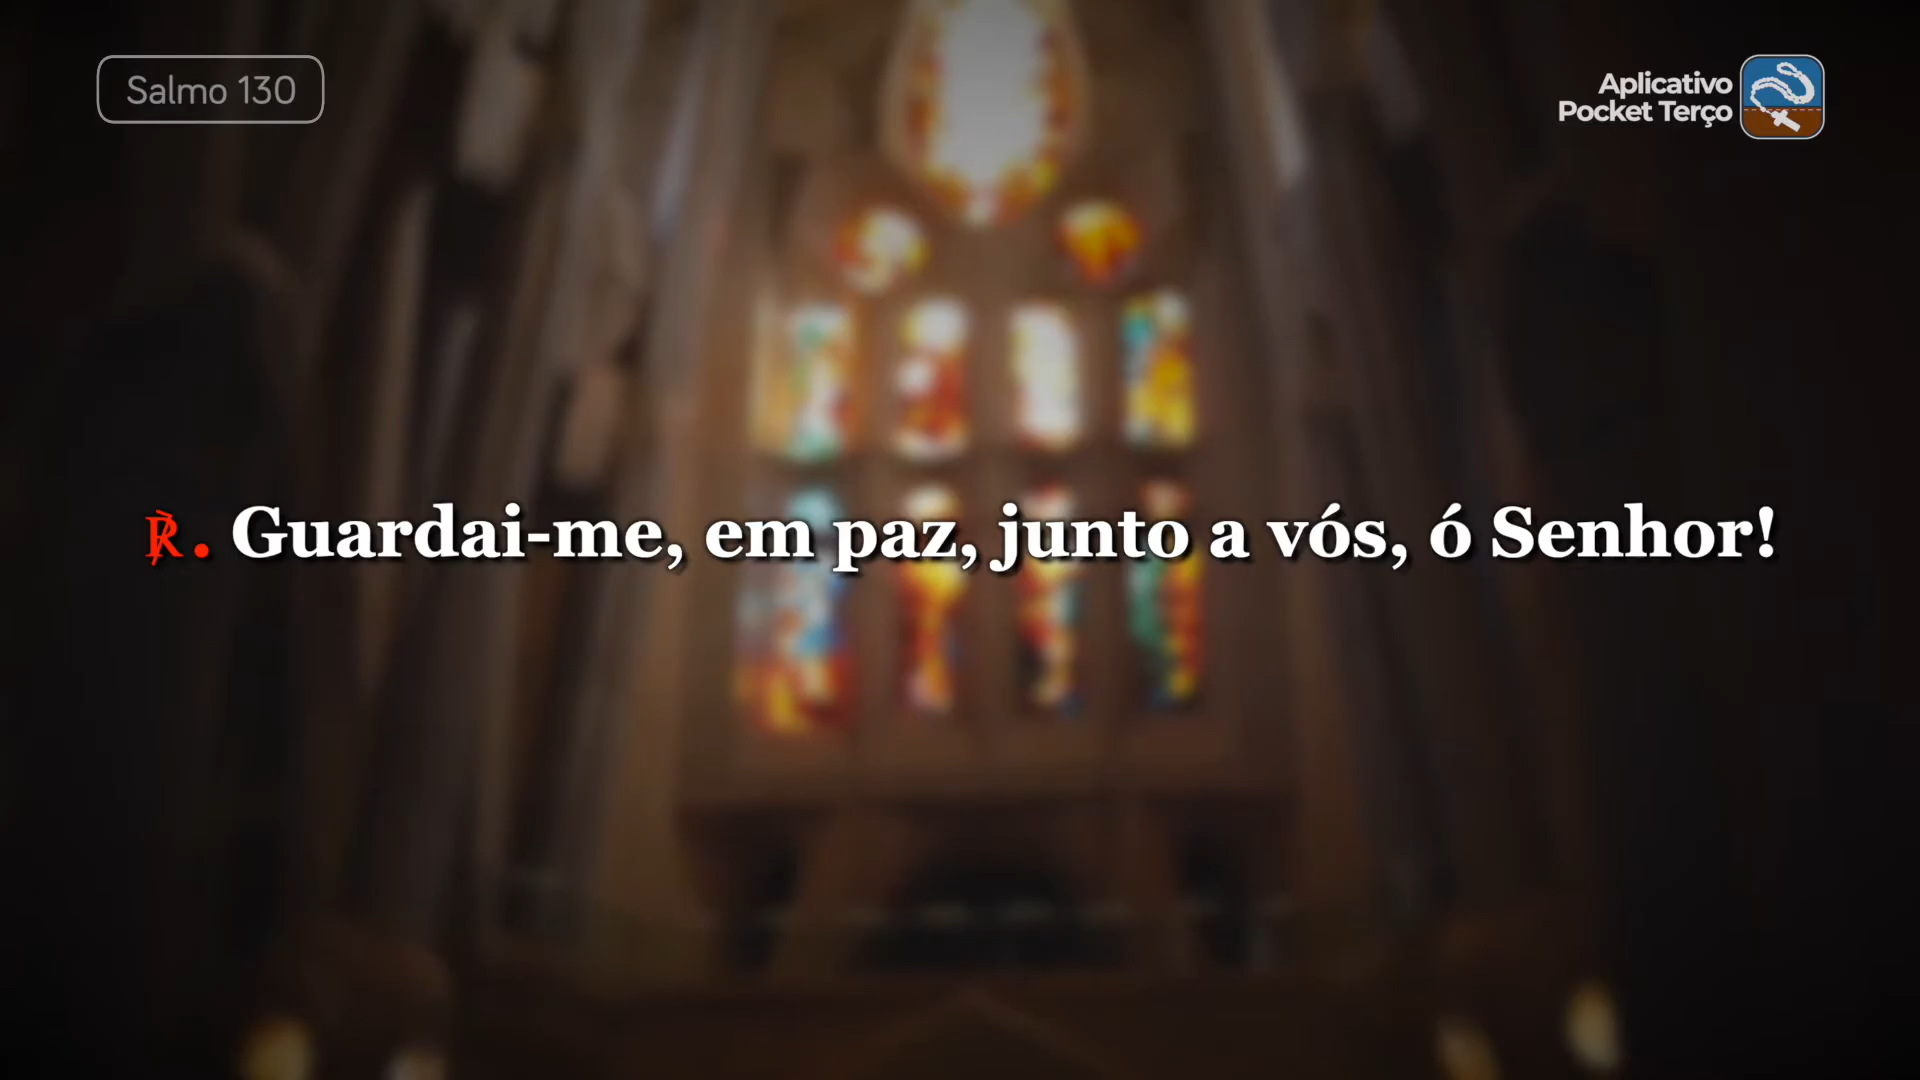 Salmo 130
Aplicativo
Pocket Terço
℟. Guardai-me, em paz, junto a vós, ó Senhor!